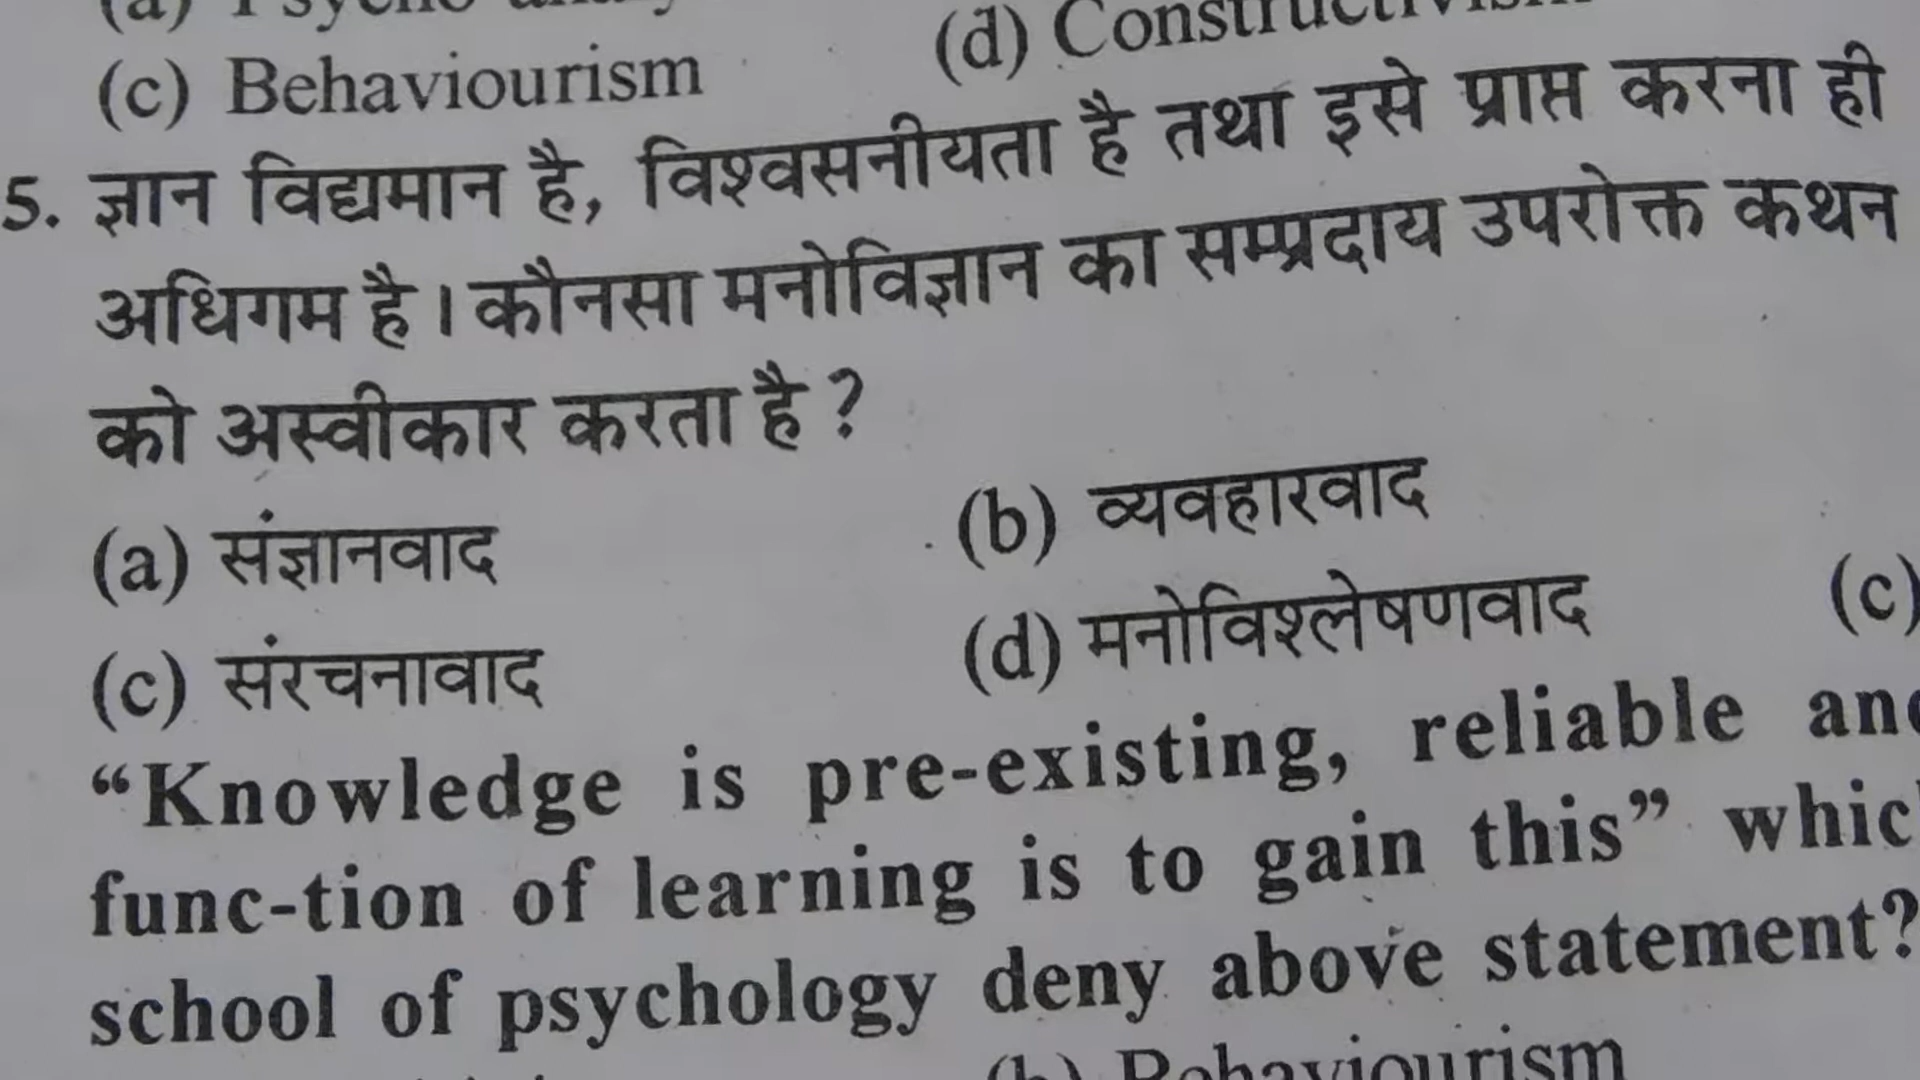 (c) Behaviourism
(d) Constructivism
5. ज्ञान विद्यमान है, विश्वसनीयता है तथा इसे प्राप्त करना ही
अधिगम है। कौनसा मनोविज्ञान का सम्प्रदाय उपरोक्त कथन
को अस्वीकार करता है ?
(a) संज्ञानवाद
(b) व्यवहारवाद
(c) संरचनावाद
(d) मनोविश्लेषणवाद
(c)
“Knowledge is pre-existing, reliable
func-tion of learning is to gain this”
school of psychology deny above statement?
(b) Behaviourism